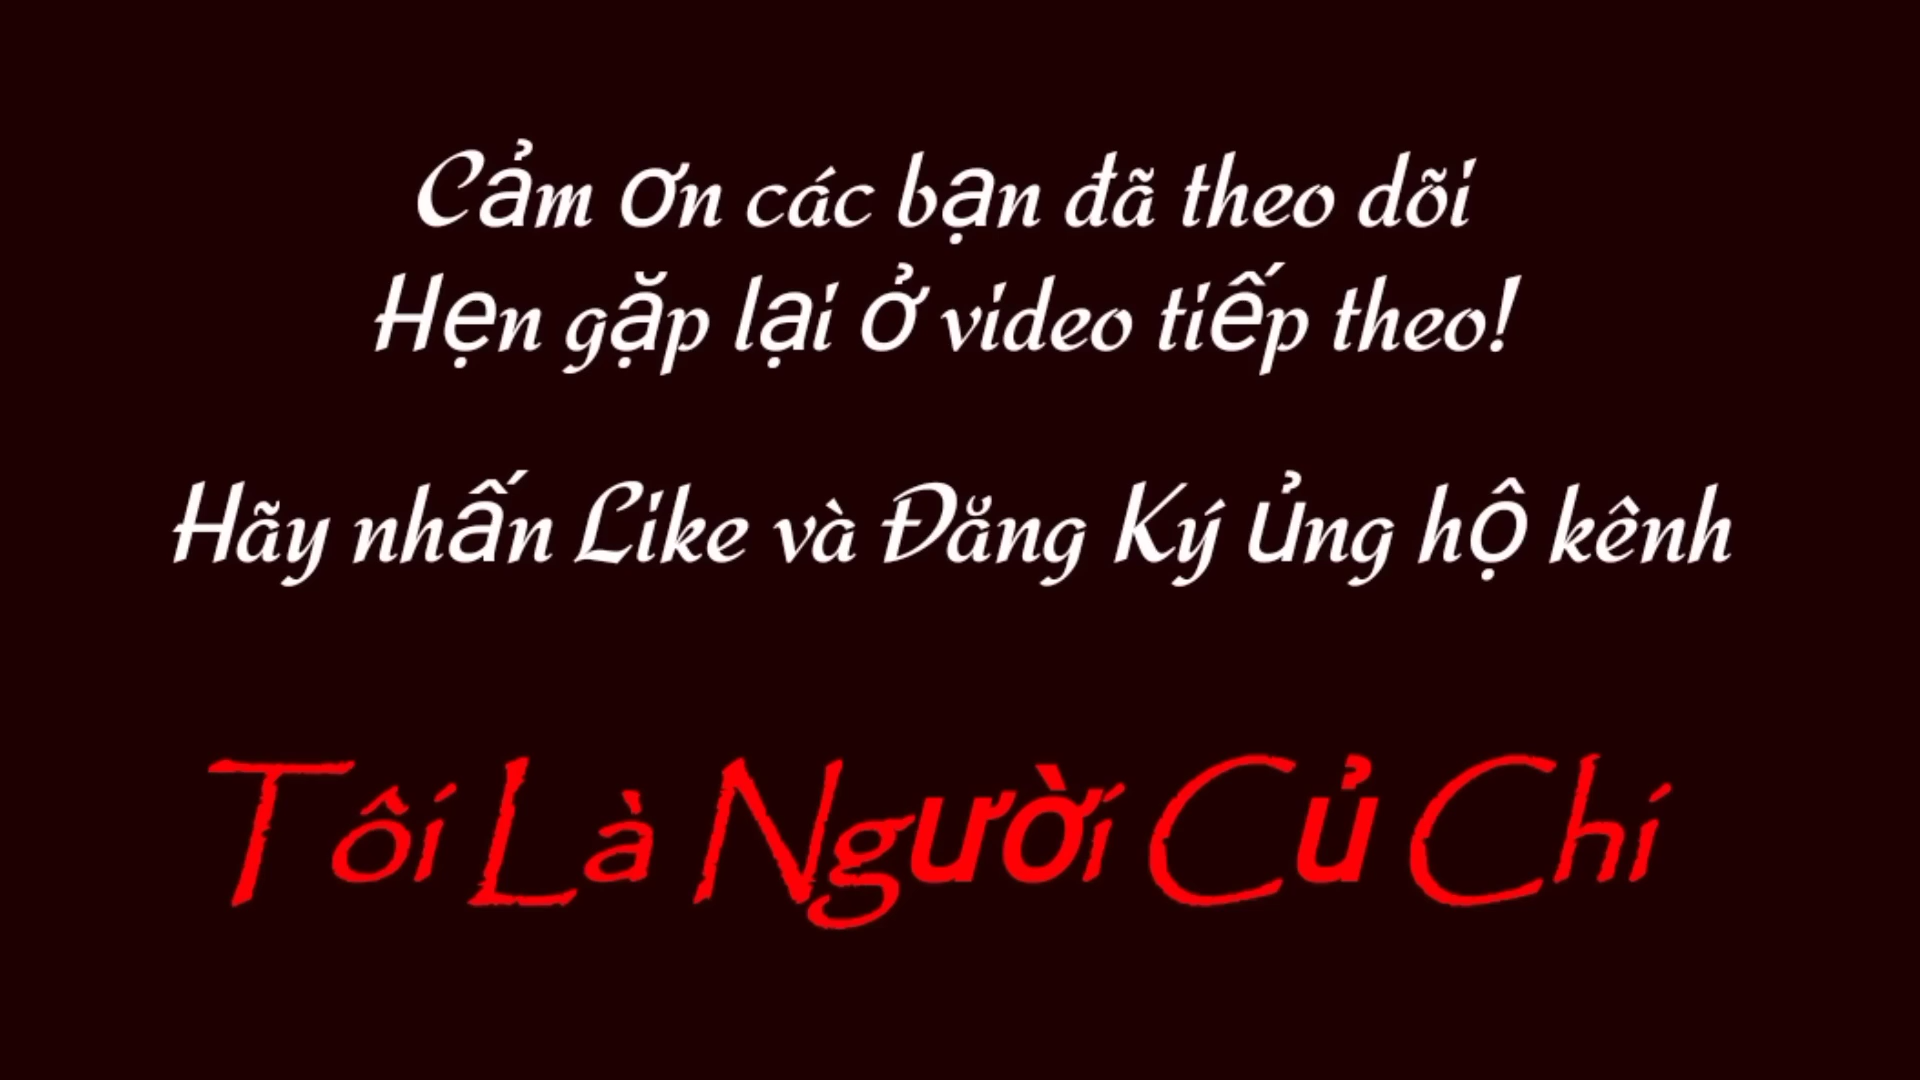 Cảm ơn các bạn đã theo dõi
Hẹn gặp lại ở video tiếp theo!
Hãy nhấn Like và Đăng Ký ủng hộ kênh
Tôi Là Người Củ Chi